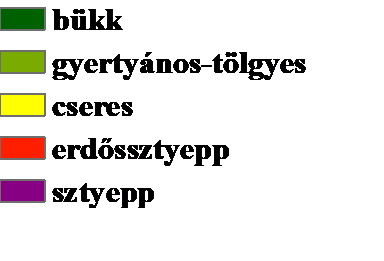 bükk
gyertyános-tölgyes
cseres
erdőssztyepp
sztyepp